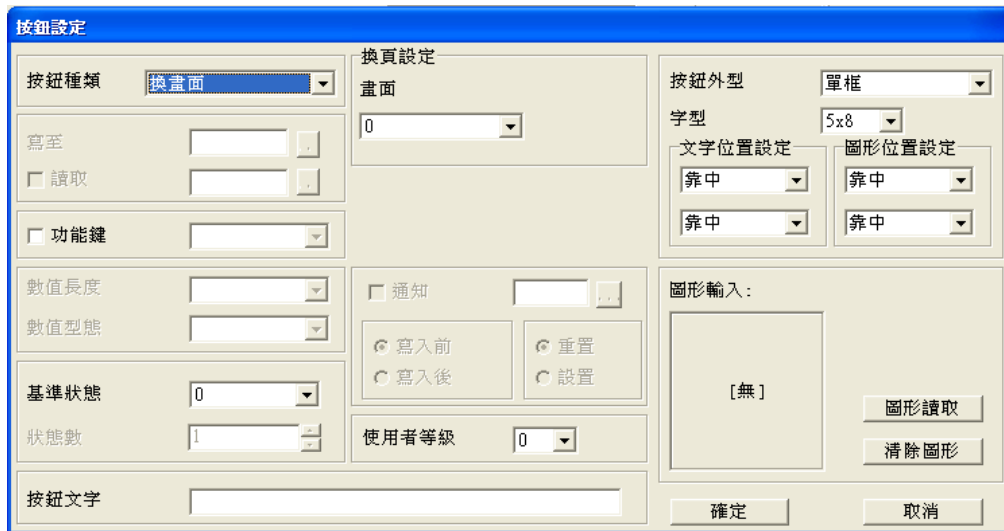 按鈕設定
按鈕種類
換畫面
寫至
.
讀取
.
功能鍵
數值長度
數值型態
基準狀態
0
狀態數
1
按鈕文字
換頁設定
畫面
0
通知
...
寫入前
寫入後
重置
設置
使用者等級
0
按鈕外型
單框
字型
5x8
文字位置設定
靠中
靠中
圖形位置設定
靠中
靠中
圖形輸入:
[無]
圖形讀取
清除圖形
確定
取消